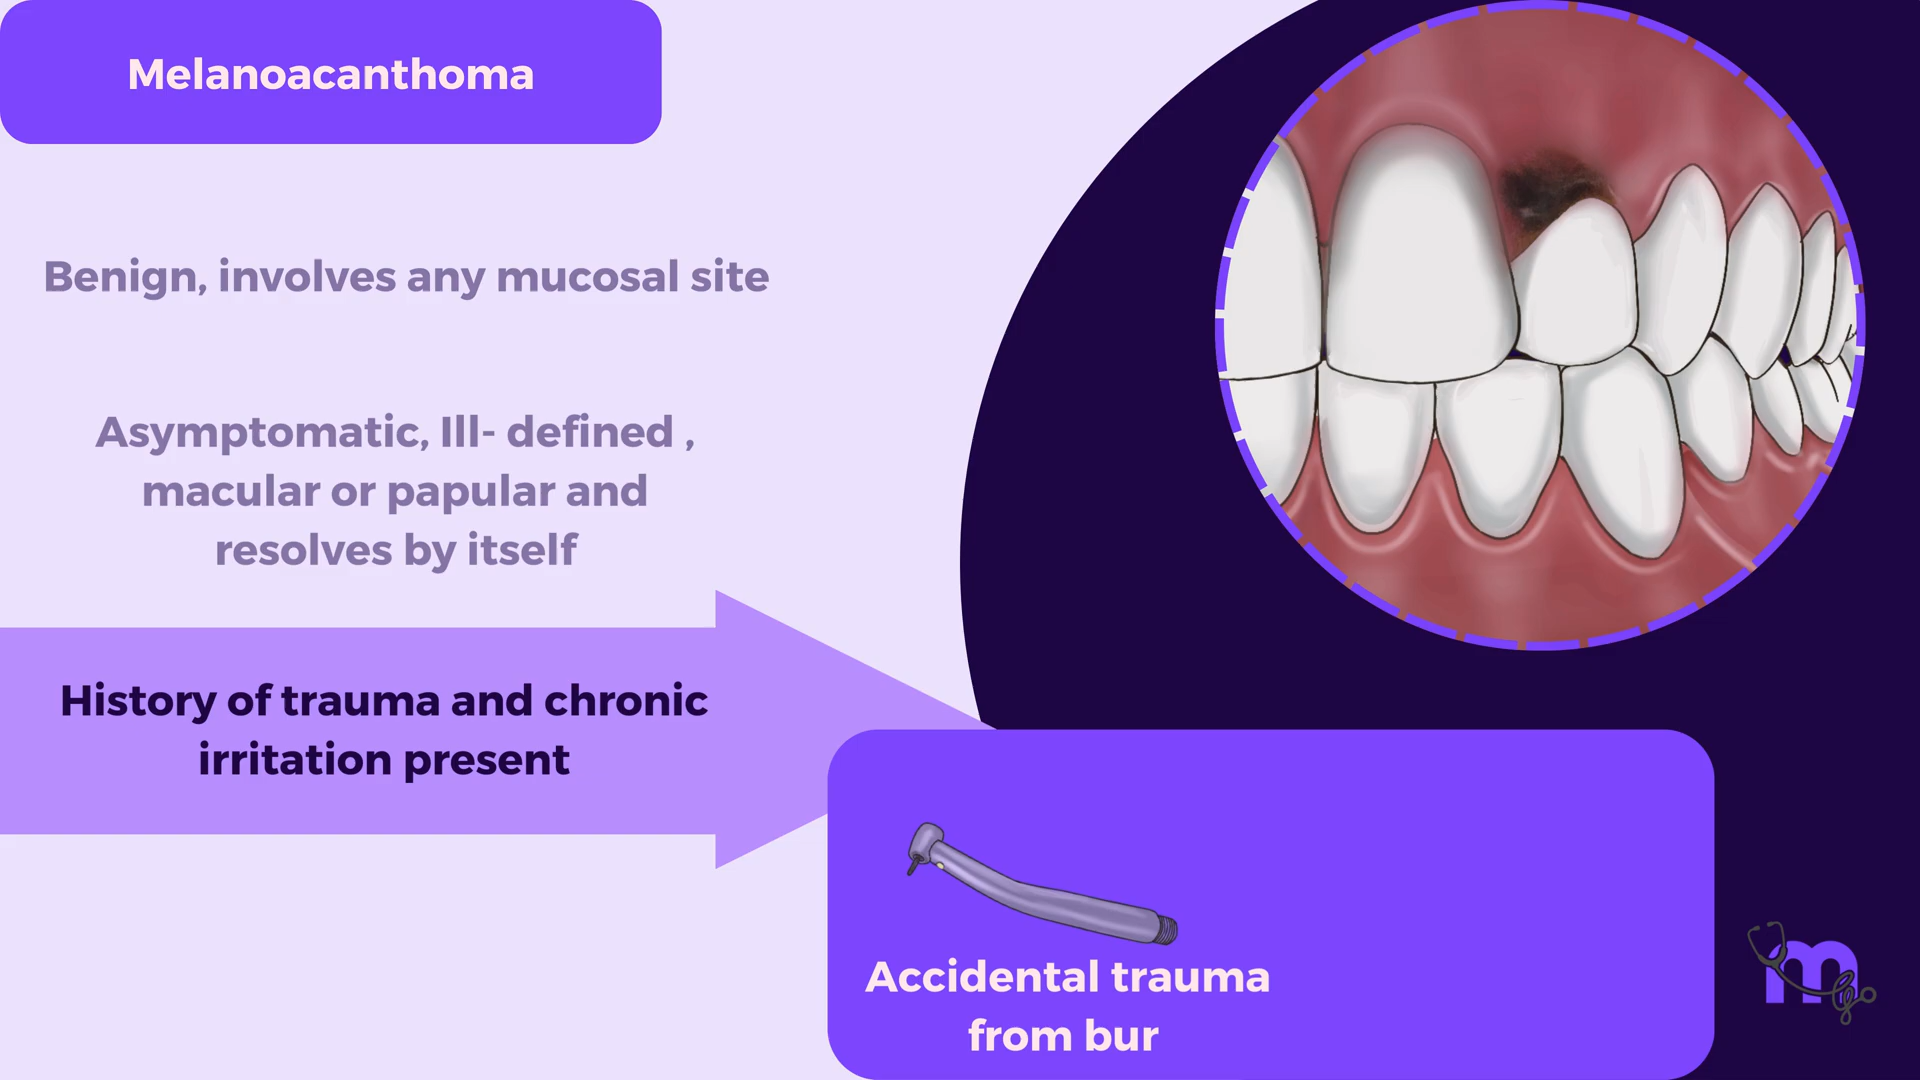 Melanoacanthoma
Benign, involves any mucosal site
Asymptomatic, Ill- defined ,
macular or papular and
resolves by itself
History of trauma and chronic
irritation present
Accidental trauma
from bur
m
go